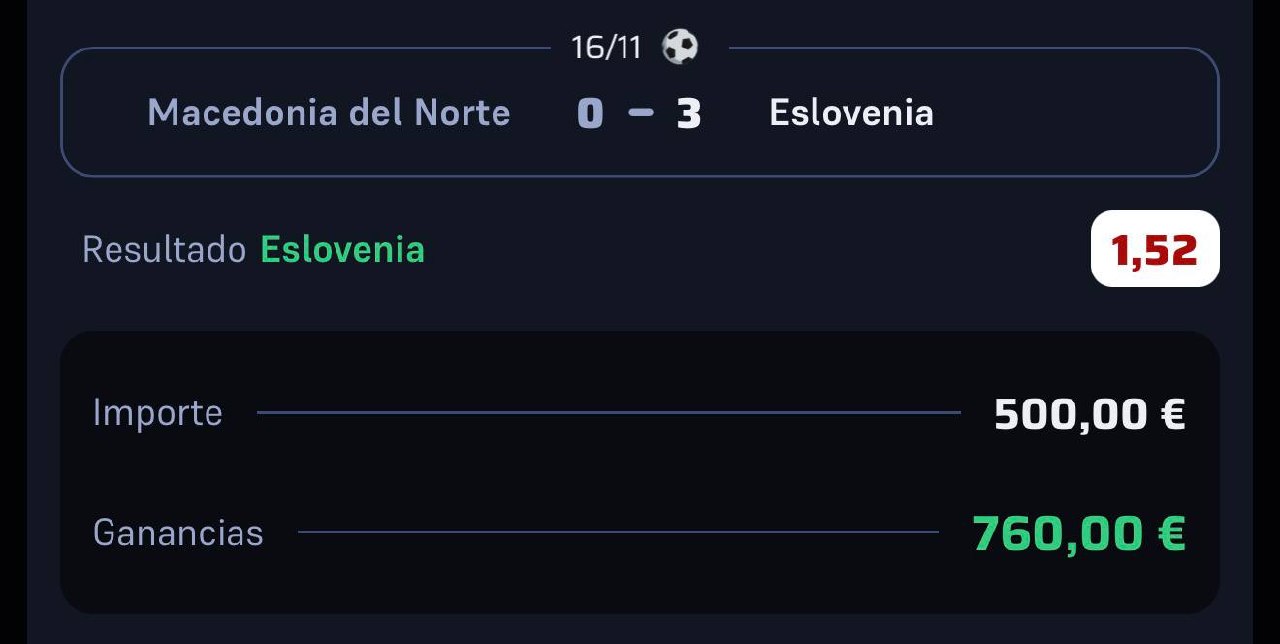 16/11
Macedonia del Norte 0 - 3 Eslovenia
Resultado Eslovenia 1,52
Importe 500,00 €
Ganancias 760,00 €